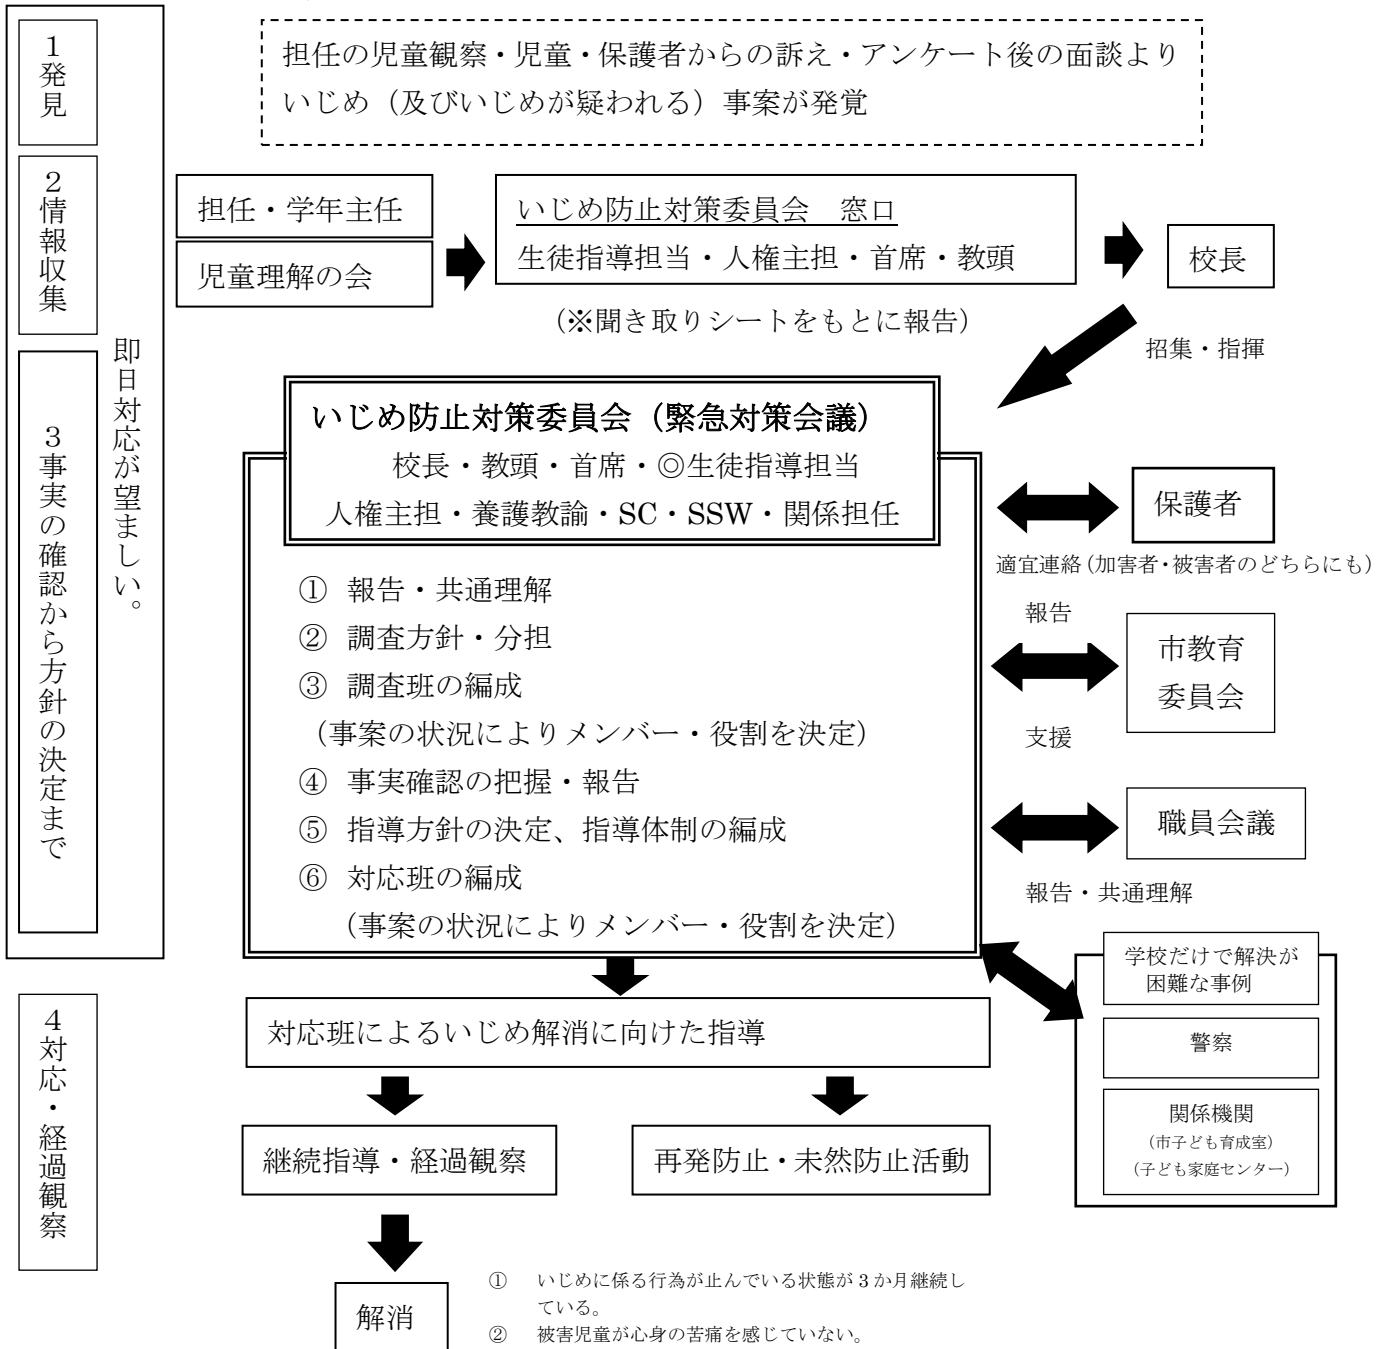 1発見
担任の児童観察・児童・保護者からの訴え・アンケート後の面談より
いじめ（及びいじめが疑われる）事案が発覚
2情報収集
担任・学年主任
児童理解の会
いじめ防止対策委員会　窓口
生徒指導担当・人権主担・首席・教頭
校長
（※聞き取りシートをもとに報告）
招集・指揮
即日対応が望ましい。
3事実の確認から方針の決定まで
いじめ防止対策委員会（緊急対策会議）
校長・教頭・首席・◎生徒指導担当
人権主担・養護教諭・SC・SSW・関係担任
① 報告・共通理解
② 調査方針・分担
③ 調査班の編成
（事案の状況によりメンバー・役割を決定）
④ 事実確認の把握・報告
⑤ 指導方針の決定、指導体制の編成
⑥ 対応班の編成
（事案の状況によりメンバー・役割を決定）
保護者
適宜連絡（加害者・被害者のどちらにも）
報告
市教育
委員会
支援
職員会議
報告・共通理解
学校だけで解決が
困難な事例
警察
関係機関
（市子ども育成室）
（子ども家庭センター）
4対応・経過観察
対応班によるいじめ解消に向けた指導
継続指導・経過観察
再発防止・未然防止活動
解消
① いじめに係る行為が止んでいる状態が3か月継続し
ている。
② 被害児童が心身の苦痛を感じていない。